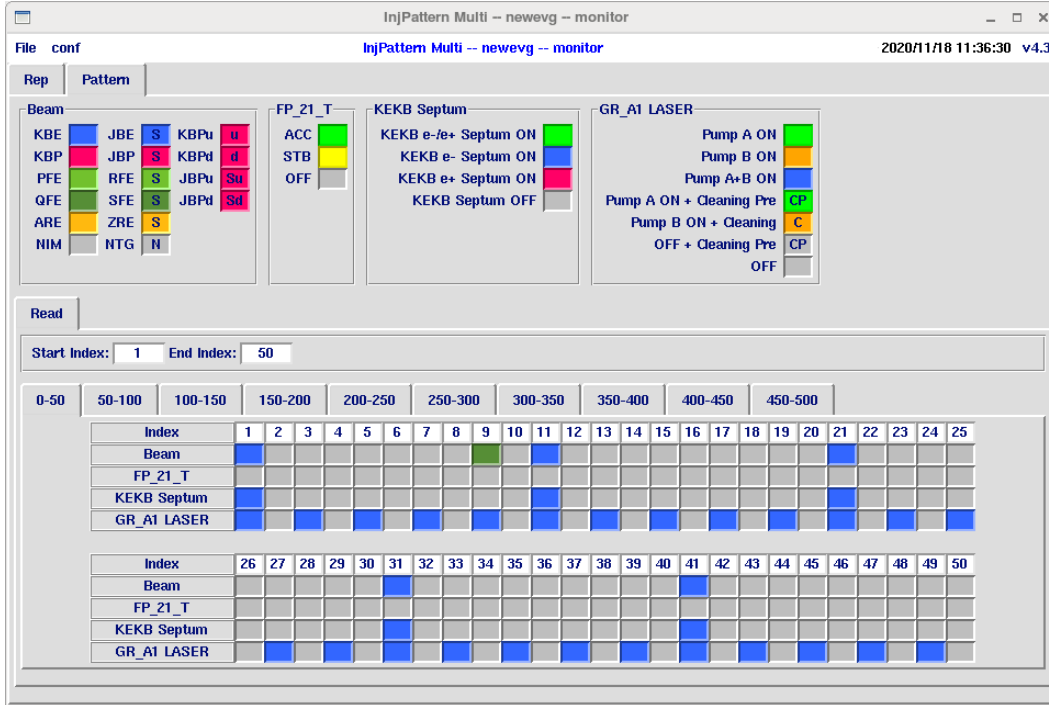 InjPattern Multi -- newevg -- monitor
File conf InjPattern Multi -- newevg -- monitor 2020/11/18 11:36:30 v4.3
Rep Pattern
Beam FP_21_T KEKB Septum GR_A1 LASER
KBE JBE S KBPu u ACC KEKB e-/e+ Septum ON Pump A ON
KBP JBP S KBPd d STB KEKB e- Septum ON Pump B ON
PFE RFE S JBPu Su OFF KEKB e+ Septum ON Pump A+B ON
QFE SFE S JBPd Sd KEKB Septum OFF Pump A ON + Cleaning Pre CP
ARE ZRE S Pump B ON + Cleaning C
NIM NTG N OFF + Cleaning Pre CP
OFF
Read
Start Index: 1 End Index: 50
0-50 50-100 100-150 150-200 200-250 250-300 300-350 350-400 400-450 450-500
Index 1 2 3 4 5 6 7 8 9 10 11 12 13 14 15 16 17 18 19 20 21 22 23 24 25
Beam
FP_21_T
KEKB Septum
GR_A1 LASER
Index 26 27 28 29 30 31 32 33 34 35 36 37 38 39 40 41 42 43 44 45 46 47 48 49 50
Beam
FP_21_T
KEKB Septum
GR_A1 LASER